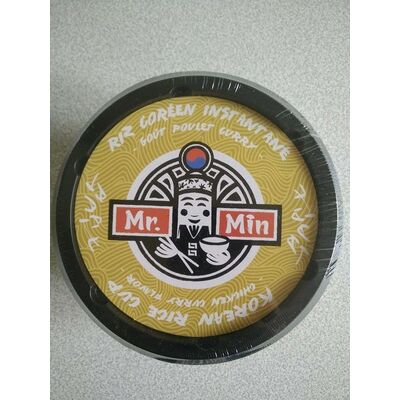 RIZ CORÉEN INSTANTANÉ
GOÛT POULET CURRY
Mr. Min
KOREAN RICE CUP
CHICKEN CURRY FLAVOR